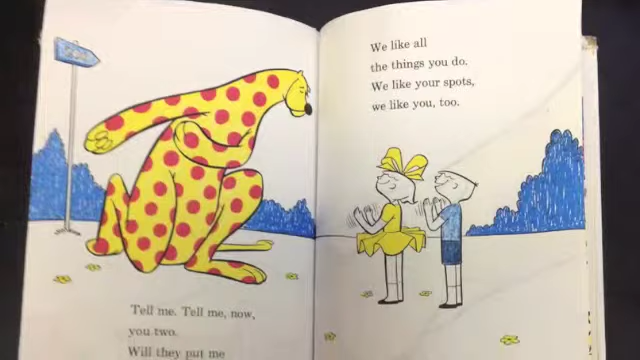 Tell me. Tell me, now,
you two.
Will they put me
We like all
the things you do.
We like your spots,
we like you, too.